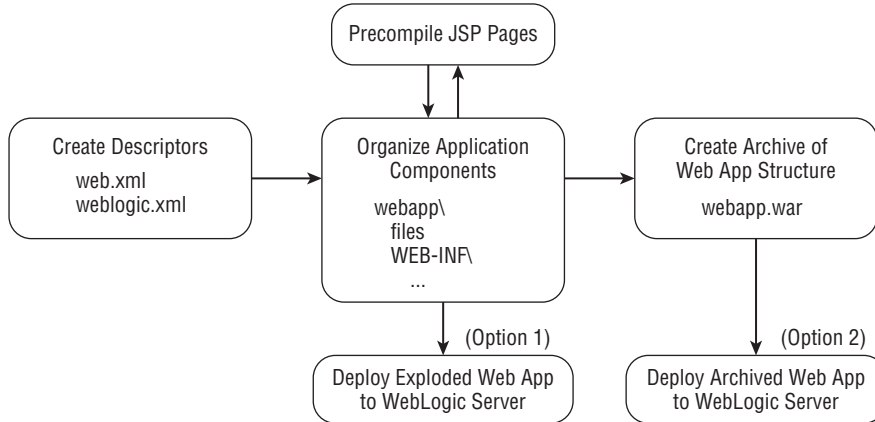 Precompile JSP Pages
Create Descriptors
web.xml
weblogic.xml
Organize Application
Components
webapp\
files
WEB-INF\
...
Create Archive of
Web App Structure
webapp.war
(Option 1)
Deploy Exploded Web App
to WebLogic Server
(Option 2)
Deploy Archived Web App
to WebLogic Server